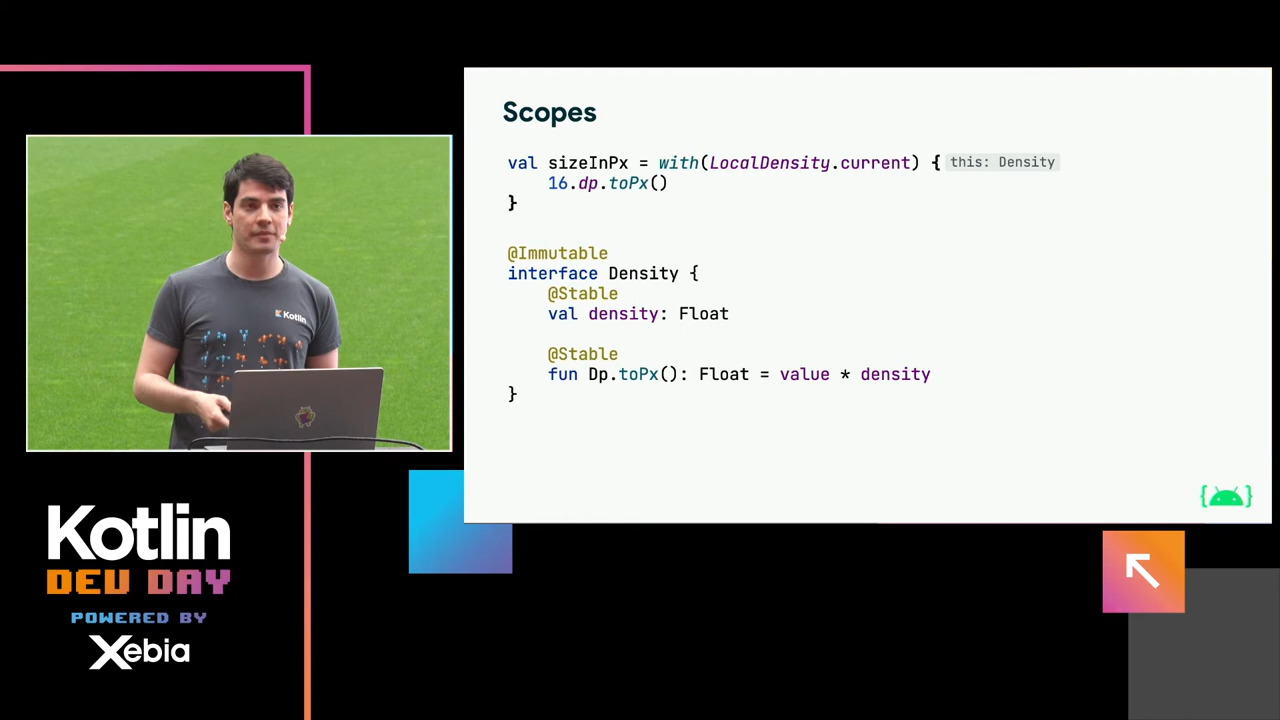 Scopes
val sizeInPx = with(LocalDensity.current) { this: Density
16.dp.toPx()
}
@Immutable
interface Density {
@Stable
val density: Float
@Stable
fun Dp.toPx(): Float = value * density
}
Kotlin
Kotlin
DEV DAY
POWERED BY
Xebia